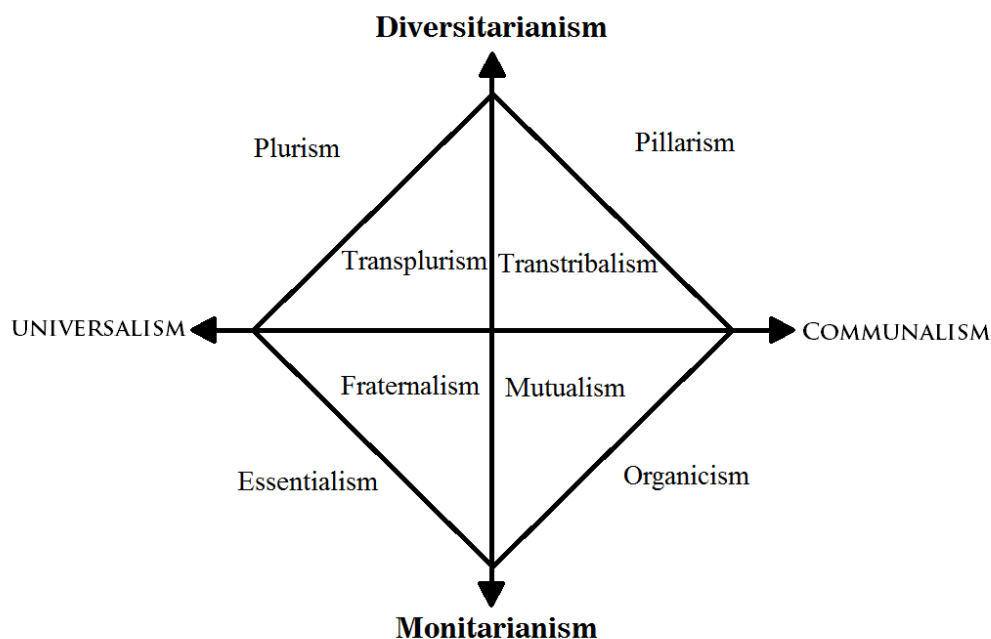 Diversitarianism
Plurism
Pillarism
Transplurism
Transtribalism
UNIVERSALISM
COMMUNALISM
Fraternalism
Mutualism
Essentialism
Organicism
Monitarianism